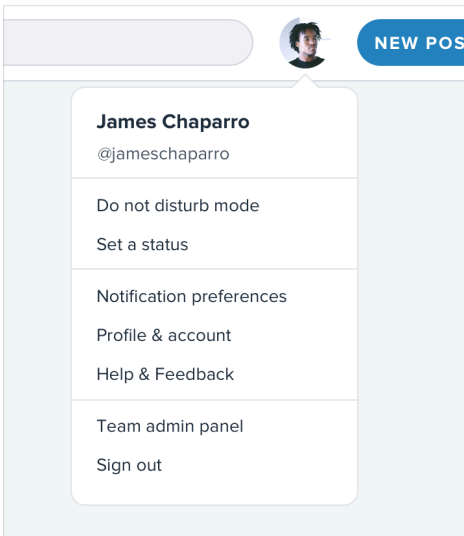 NEW POS
James Chaparro
@jameschaparro
Do not disturb mode
Set a status
Notification preferences
Profile & account
Help & Feedback
Team admin panel
Sign out